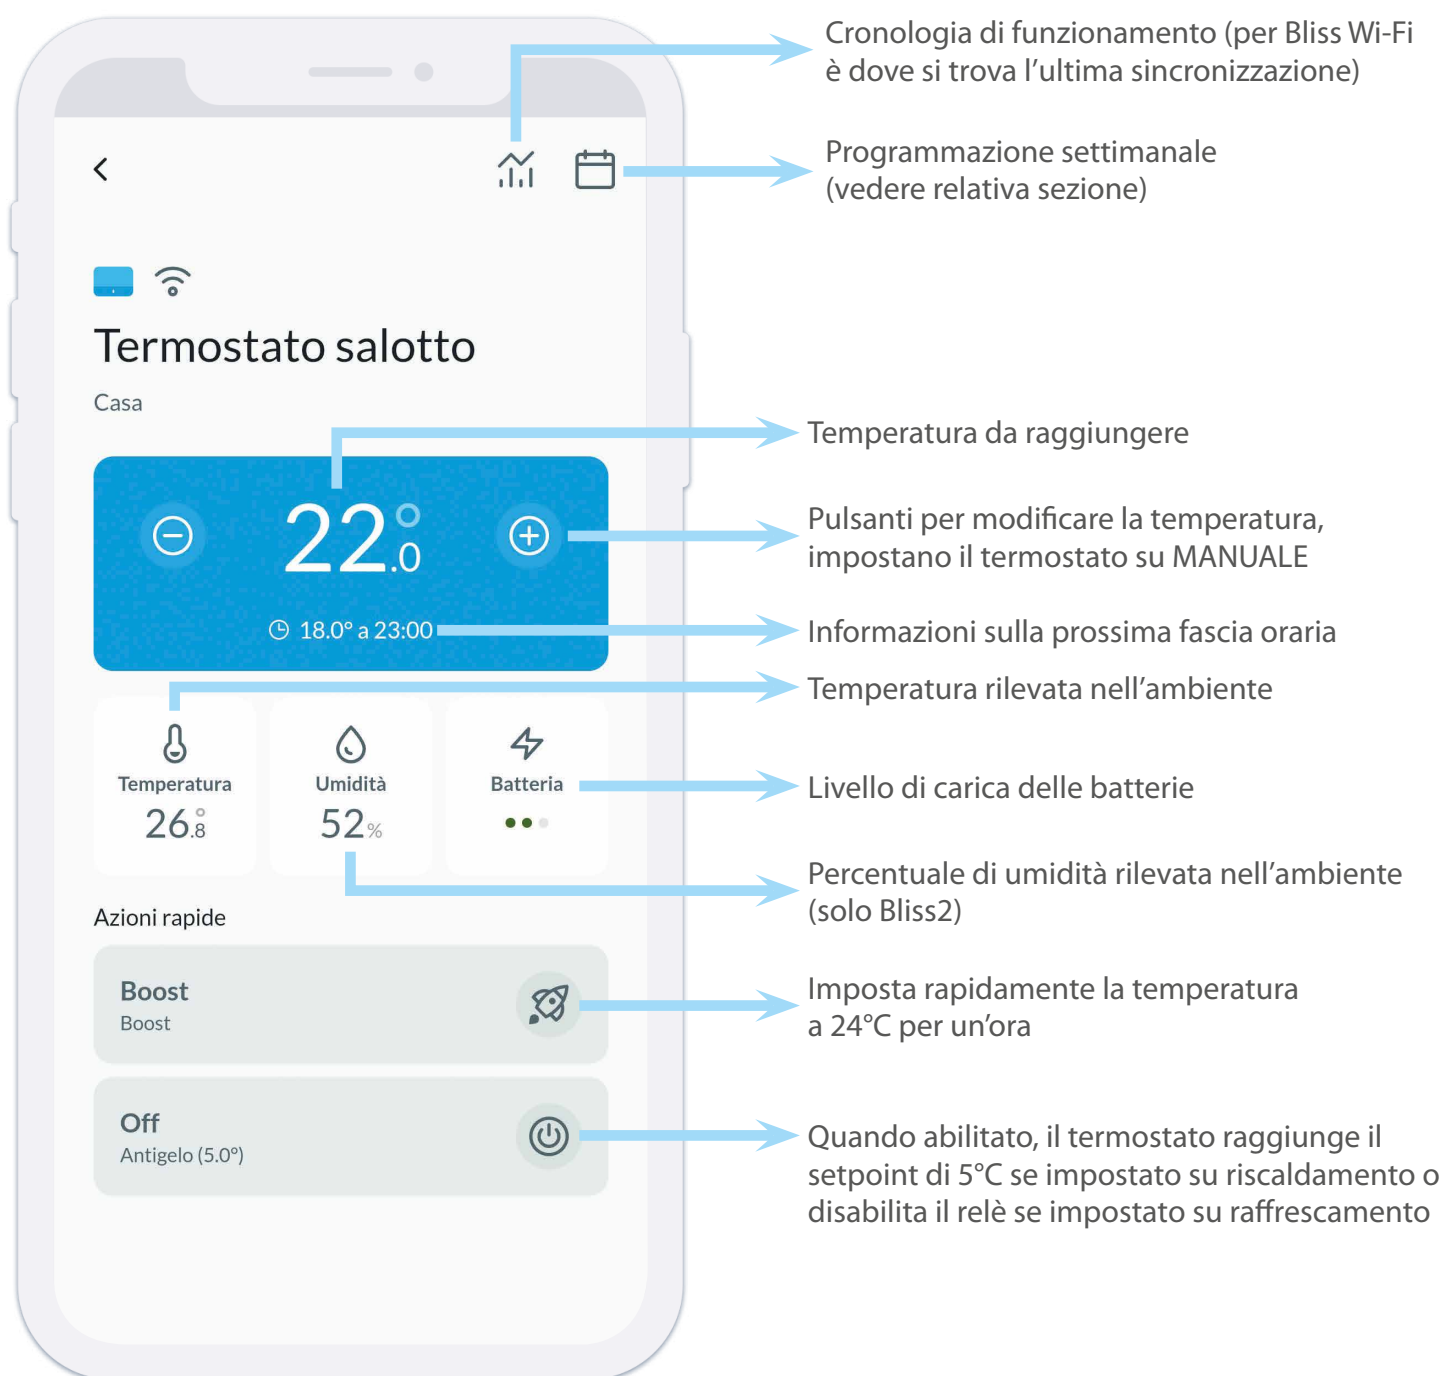 Cronologia di funzionamento (per Bliss Wi-Fi
è dove si trova l’ultima sincronizzazione)
Programmazione settimanale
(vedere relativa sezione)
Termostato salotto
Casa
Temperatura da raggiungere
22.0°
Pulsanti per modificare la temperatura,
impostano il termostato su MANUALE
18.0° a 23:00
Informazioni sulla prossima fascia oraria
Temperatura rilevata nell’ambiente
Temperatura
26.8°
Umidità
52%
Batteria
Livello di carica delle batterie
Percentuale di umidità rilevata nell’ambiente
(solo Bliss2)
Azioni rapide
Boost
Boost
Imposta rapidamente la temperatura
a 24°C per un’ora
Off
Antigelo (5.0°)
Quando abilitato, il termostato raggiunge il
setpoint di 5°C se impostato su riscaldamento o
disabilita il relè se impostato su raffrescamento